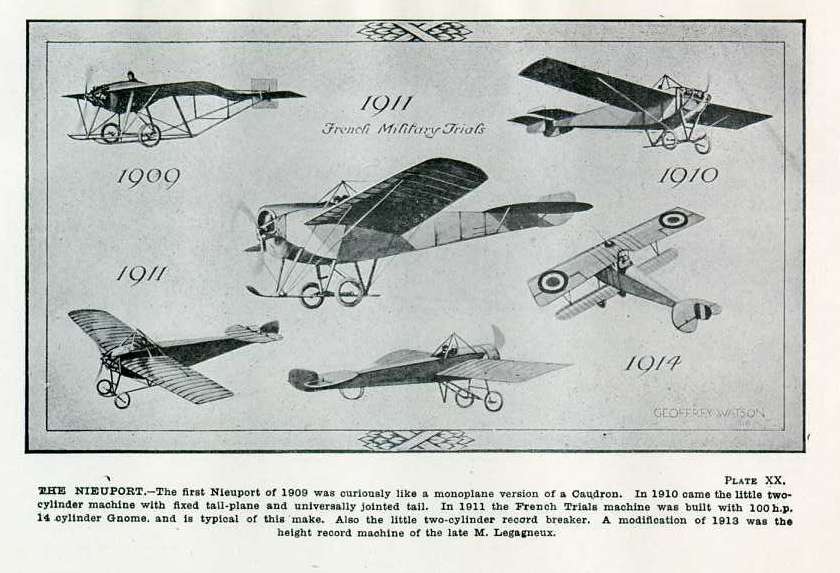 1911
French Military Trials
1909
1910
1911
1914
GEOFFREY WATSON
PLATE XX.
THE NIEUPORT.—The first Nieuport of 1909 was curiously like a monoplane version of a Caudron. In 1910 came the little two-
cylinder machine with fixed tail-plane and universally jointed tail. In 1911 the French Trials machine was built with 100 h.p.
14 cylinder Gnome, and is typical of this make. Also the little two-cylinder record breaker. A modification of 1913 was the
height record machine of the late M. Legagneux.